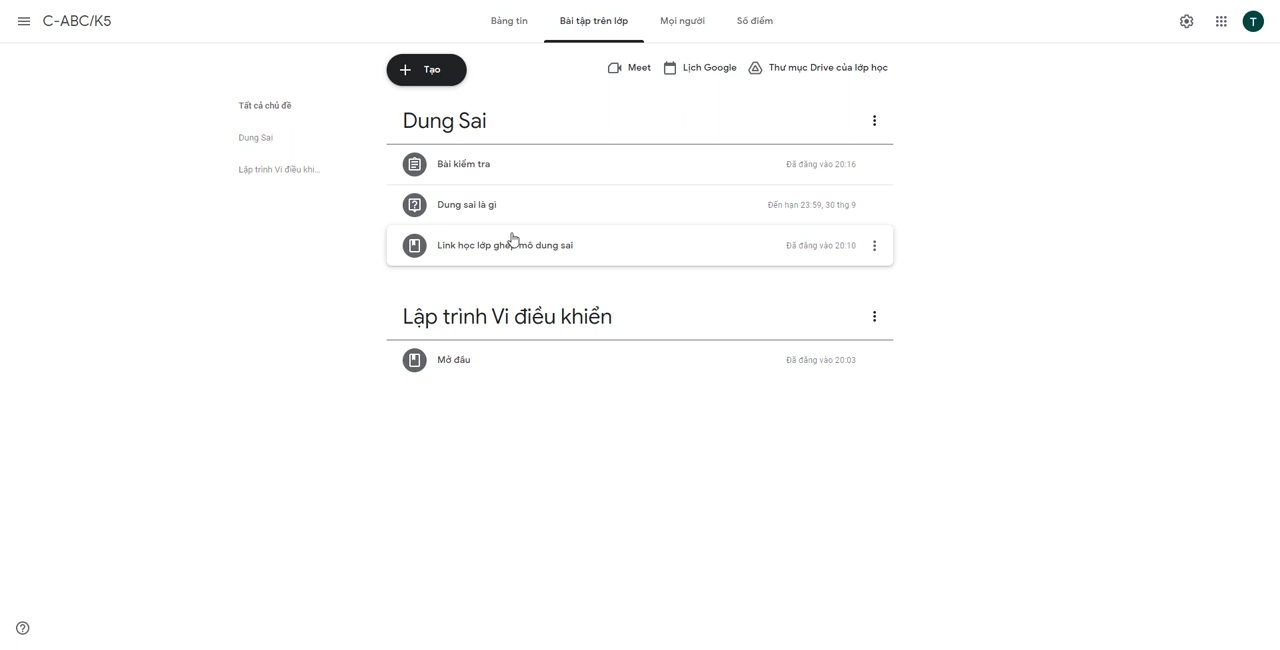 C-ABC/K5
Bảng tin
Bài tập trên lớp
Mọi người
Số điểm
T
Tạo
Meet
Lịch Google
Thư mục Drive của lớp học
Tất cả chủ đề
Dung Sai
Lập trình Vi điều khi...
Dung Sai
Bài kiểm tra
Đã đăng vào 20:16
Dung sai là gì
Đến hạn 23:59, 30 thg 9
Link học lớp mô dung sai
Đã đăng vào 20:10
Lập trình Vi điều khiển
Mở đầu
Đã đăng vào 20:03